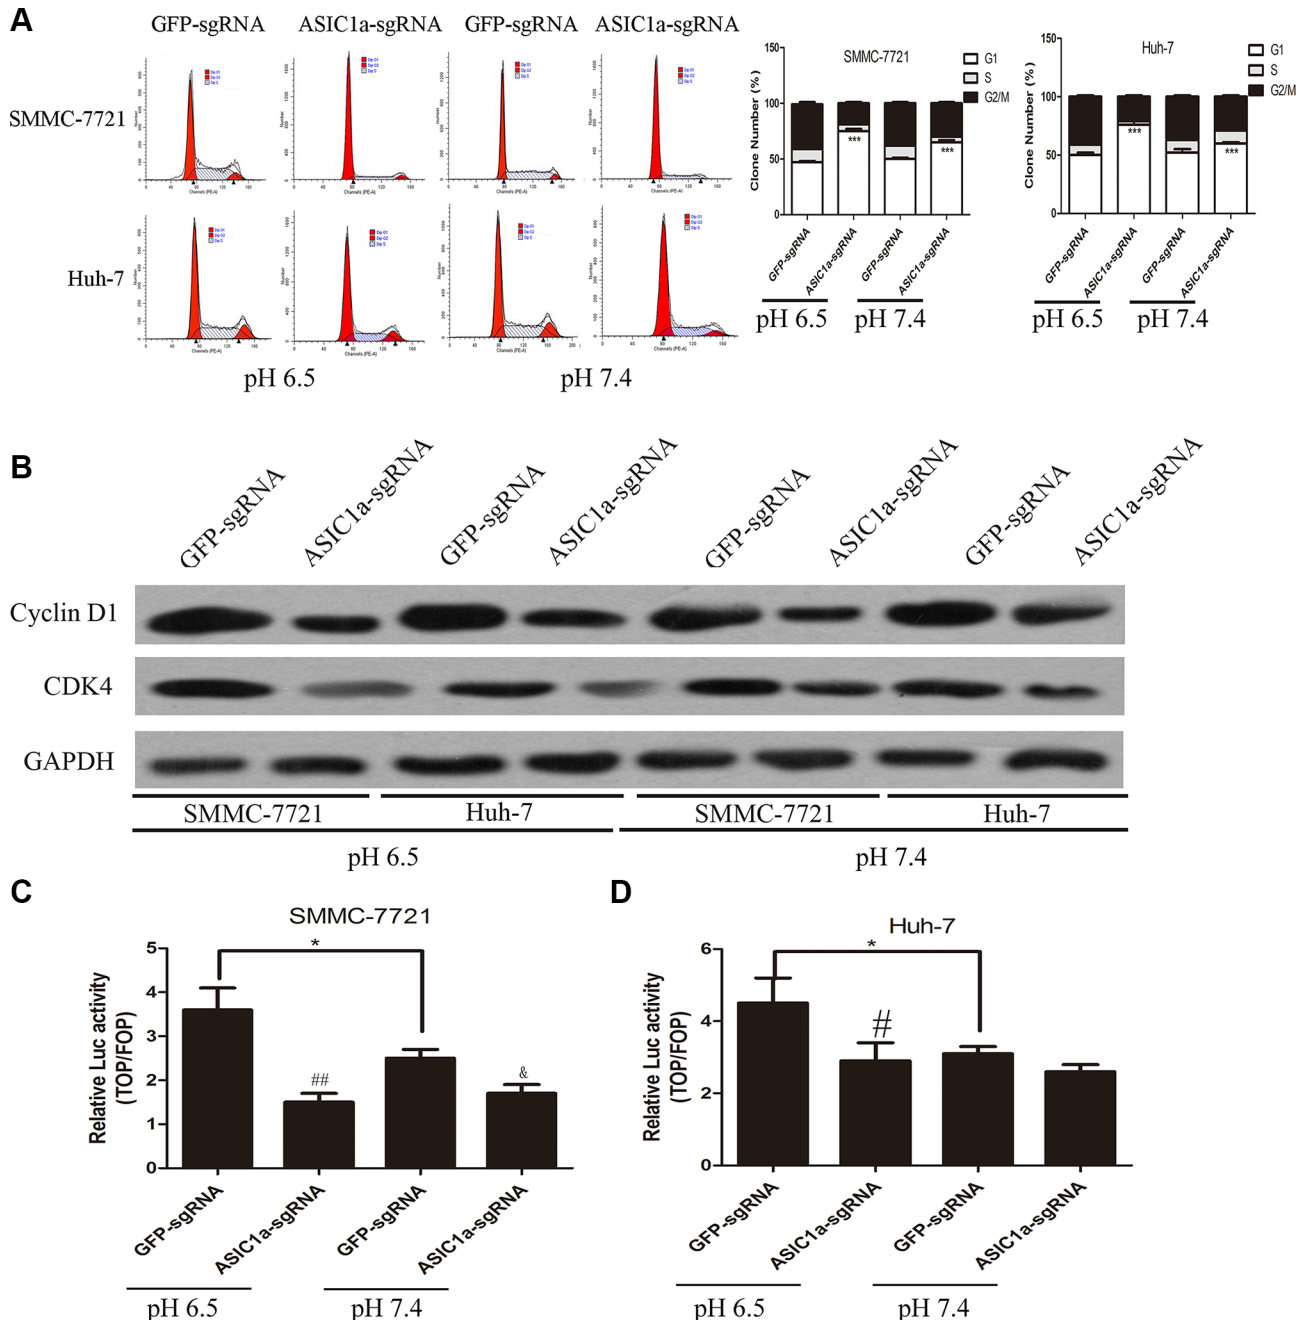 A
GFP-sgRNA ASIC1a-sgRNA GFP-sgRNA ASIC1a-sgRNA
SMMC-7721
Huh-7
Dip G1
Dip G2
Dip S
Number
Channels (PE-A)
pH 6.5 pH 7.4
SMMC-7721
Clone Number (%)
150
100
50
0
G1
S
G2/M
***
***
GFP-sgRNA ASIC1a-sgRNA GFP-sgRNA ASIC1a-sgRNA
pH 6.5 pH 7.4
Huh-7
Clone Number (%)
150
100
50
0
G1
S
G2/M
***
***
GFP-sgRNA ASIC1a-sgRNA GFP-sgRNA ASIC1a-sgRNA
pH 6.5 pH 7.4
B
GFP-sgRNA ASIC1a-sgRNA GFP-sgRNA ASIC1a-sgRNA GFP-sgRNA ASIC1a-sgRNA GFP-sgRNA ASIC1a-sgRNA
Cyclin D1
CDK4
GAPDH
SMMC-7721 Huh-7 SMMC-7721 Huh-7
pH 6.5 pH 7.4
C
SMMC-7721
Relative Luc activity
(TOP/FOP)
5
4
3
2
1
0
*
##
&
GFP-sgRNA ASIC1a-sgRNA GFP-sgRNA ASIC1a-sgRNA
pH 6.5 pH 7.4
D
Huh-7
Relative Luc activity
(TOP/FOP)
6
4
2
0
*
#
GFP-sgRNA ASIC1a-sgRNA GFP-sgRNA ASIC1a-sgRNA
pH 6.5 pH 7.4